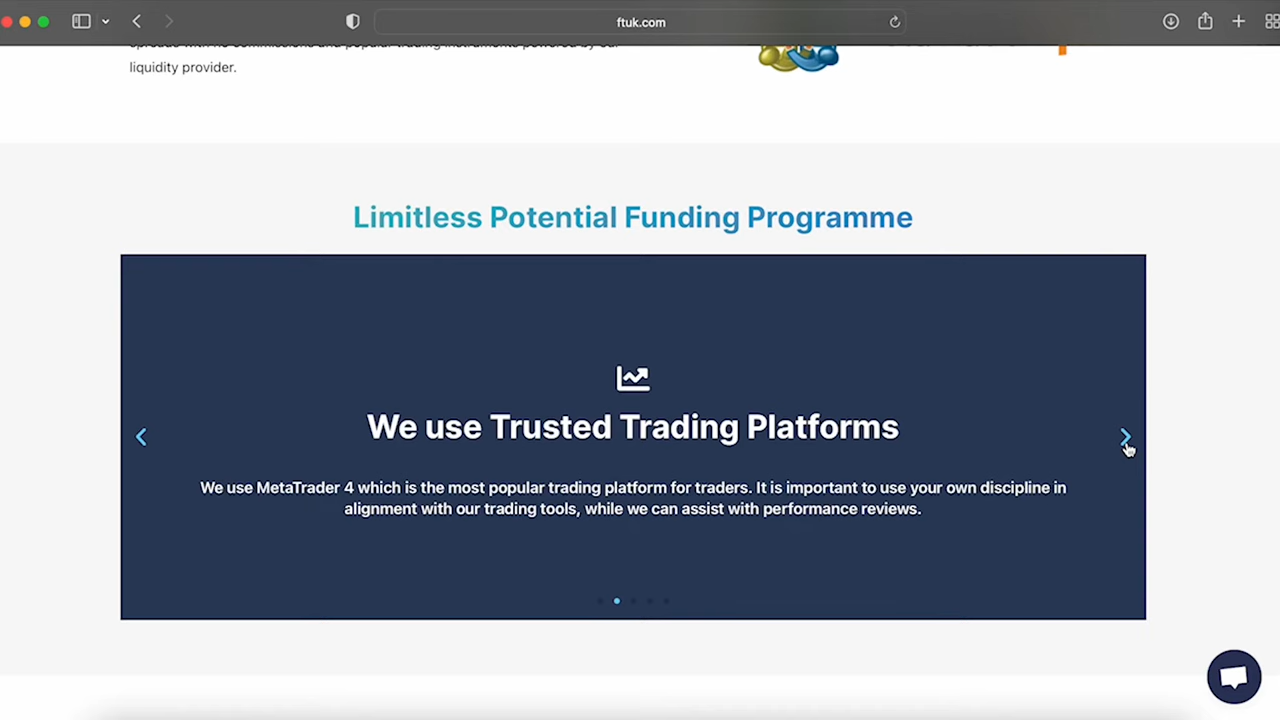 ftuk.com
liquidity provider.
Limitless Potential Funding Programme
We use Trusted Trading Platforms
We use MetaTrader 4 which is the most popular trading platform for traders. It is important to use your own discipline in
alignment with our trading tools, while we can assist with performance reviews.